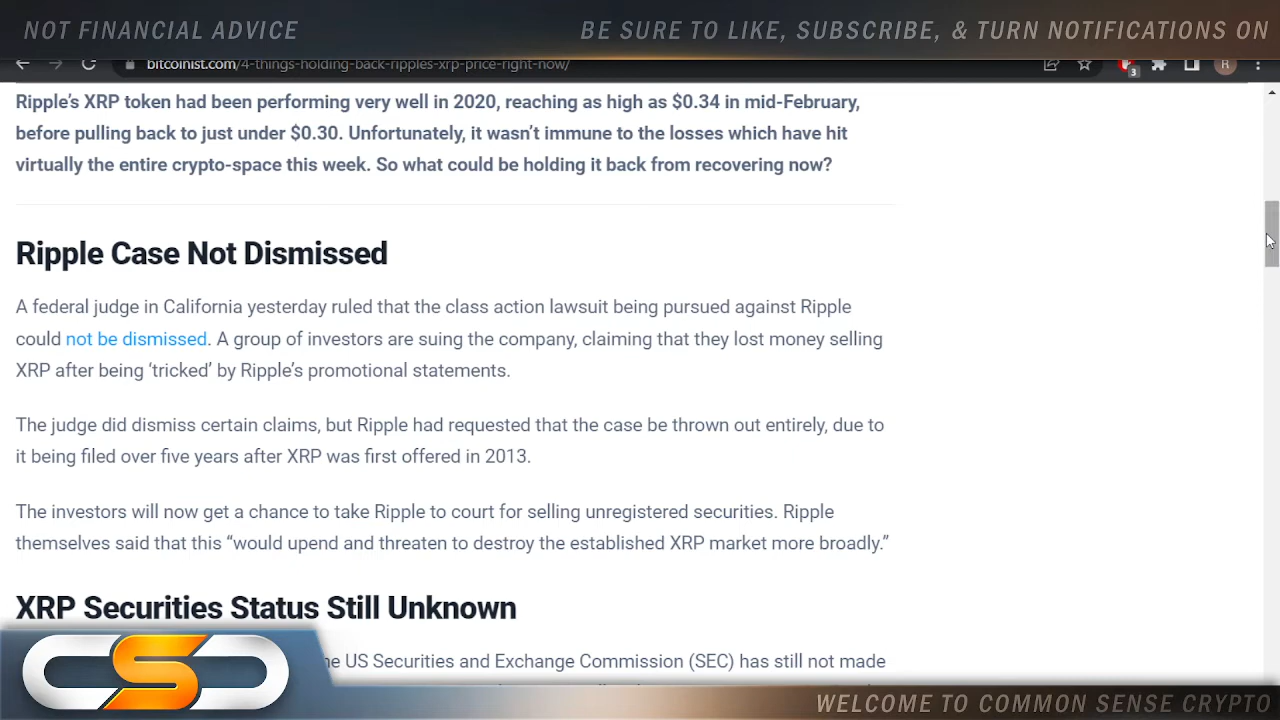 NOT FINANCIAL ADVICE
BE SURE TO LIKE, SUBSCRIBE, & TURN NOTIFICATIONS ON
bitcoinist.com/4-things-holding-back-ripples-xrp-price-right-now/
3
R
Ripple’s XRP token had been performing very well in 2020, reaching as high as $0.34 in mid-February,
before pulling back to just under $0.30. Unfortunately, it wasn’t immune to the losses which have hit
virtually the entire crypto-space this week. So what could be holding it back from recovering now?
Ripple Case Not Dismissed
A federal judge in California yesterday ruled that the class action lawsuit being pursued against Ripple
could not be dismissed. A group of investors are suing the company, claiming that they lost money selling
XRP after being ‘tricked’ by Ripple’s promotional statements.
The judge did dismiss certain claims, but Ripple had requested that the case be thrown out entirely, due to
it being filed over five years after XRP was first offered in 2013.
The investors will now get a chance to take Ripple to court for selling unregistered securities. Ripple
themselves said that this “would upend and threaten to destroy the established XRP market more broadly.”
XRP Securities Status Still Unknown
US Securities and Exchange Commission (SEC) has still not made
CSC
WELCOME TO COMMON SENSE CRYPTO